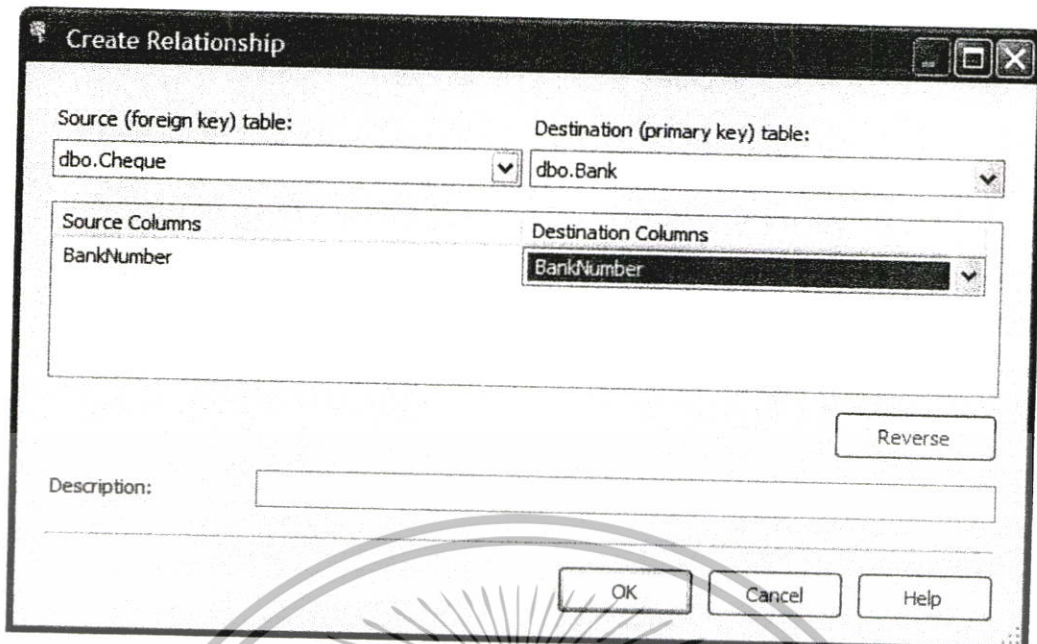 Create Relationship
Source (foreign key) table:
Destination (primary key) table:
dbo.Cheque
dbo.Bank
Source Columns
Destination Columns
BankNumber
BankNumber
Reverse
Description:
OK
Cancel
Help